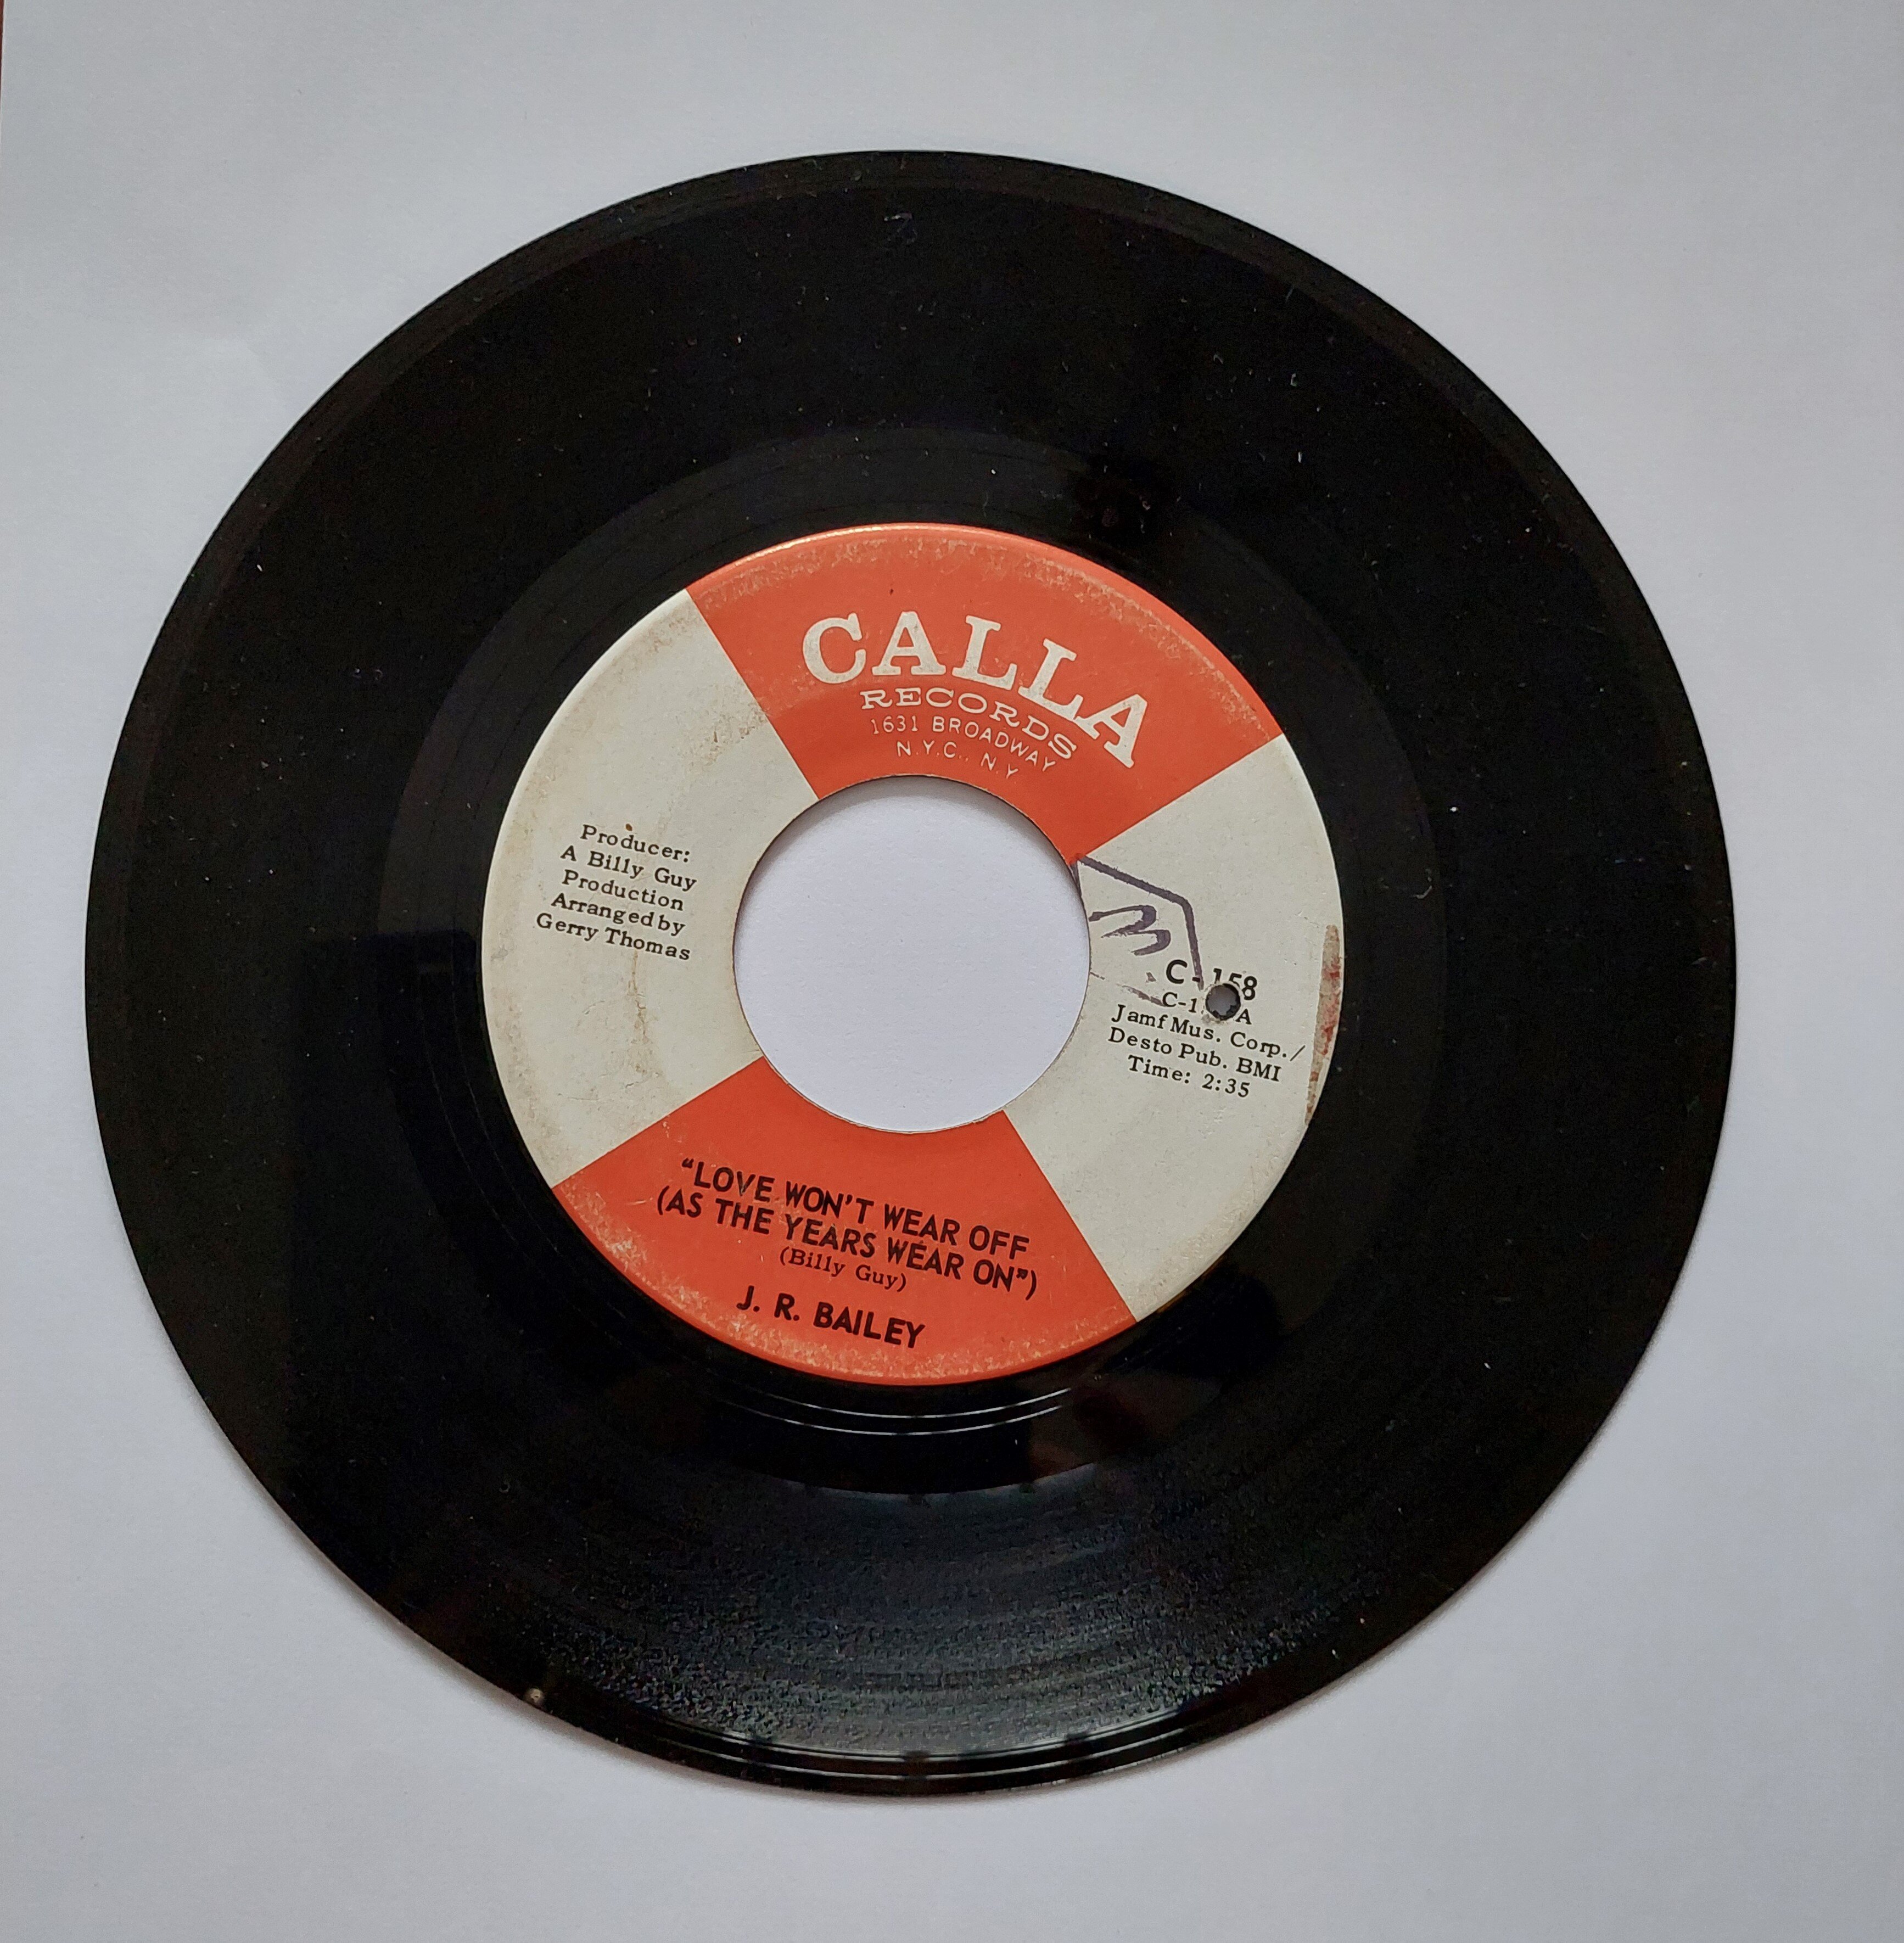 CALLA
RECORDS
1631 BROADWAY
N.Y.C., N.Y
Producer:
A Billy Guy
Production
Arranged by
Gerry Thomas
C-158
Jamf Mus. Corp./
Desto Pub. BMI
Time: 2:35
"LOVE WON'T WEAR OFF
(AS THE YEARS WEAR ON")
(Billy Guy)
J. R. BAILEY